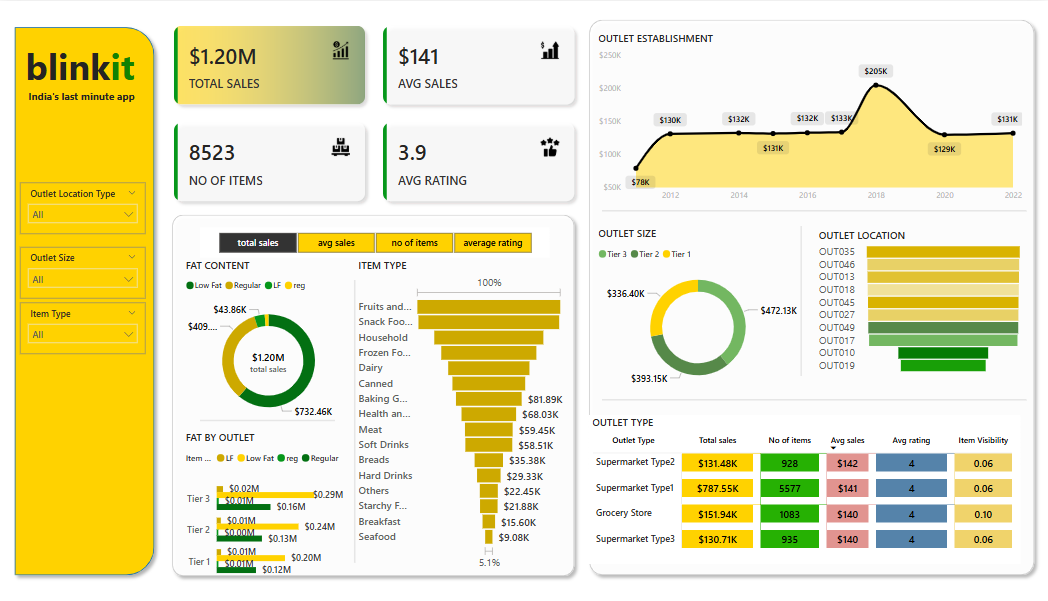 blinkit
India's last minute app
Outlet Location Type
All
Outlet Size
All
Item Type
All
$1.20M
TOTAL SALES
$141
AVG SALES
8523
NO OF ITEMS
3.9
AVG RATING
total sales avg sales no of items average rating
FAT CONTENT
Low Fat Regular LF reg
$43.86K
$409....
$1.20M
total sales
$732.46K
FAT BY OUTLET
Item ... LF Low Fat reg Regular
Tier 3 $0.02M $0.29M $0.01M $0.16M
Tier 2 $0.01M $0.24M $0.00M $0.13M
Tier 1 $0.01M $0.20M $0.01M $0.12M
ITEM TYPE
100%
Fruits and...
Snack Foo...
Household
Frozen Fo...
Dairy
Canned
Baking G... $81.89K
Health an... $68.03K
Meat $59.45K
Soft Drinks $58.51K
Breads $35.38K
Hard Drinks $29.33K
Others $22.45K
Starchy F... $21.88K
Breakfast $15.60K
Seafood $9.08K
5.1%
OUTLET ESTABLISHMENT
$250K
$200K
$150K
$100K
$50K
$78K $130K $132K $131K $132K $133K $205K $129K $131K
2012 2014 2016 2018 2020 2022
OUTLET SIZE
Tier 3 Tier 2 Tier 1
$336.40K
$472.13K
$393.15K
OUTLET LOCATION
OUT035
OUT046
OUT013
OUT018
OUT045
OUT027
OUT049
OUT017
OUT010
OUT019
OUTLET TYPE
Outlet Type Total sales No of items Avg sales Avg rating Item Visibility
Supermarket Type2 $131.48K 928 $142 4 0.06
Supermarket Type1 $787.55K 5577 $141 4 0.06
Grocery Store $151.94K 1083 $140 4 0.10
Supermarket Type3 $130.71K 935 $140 4 0.06